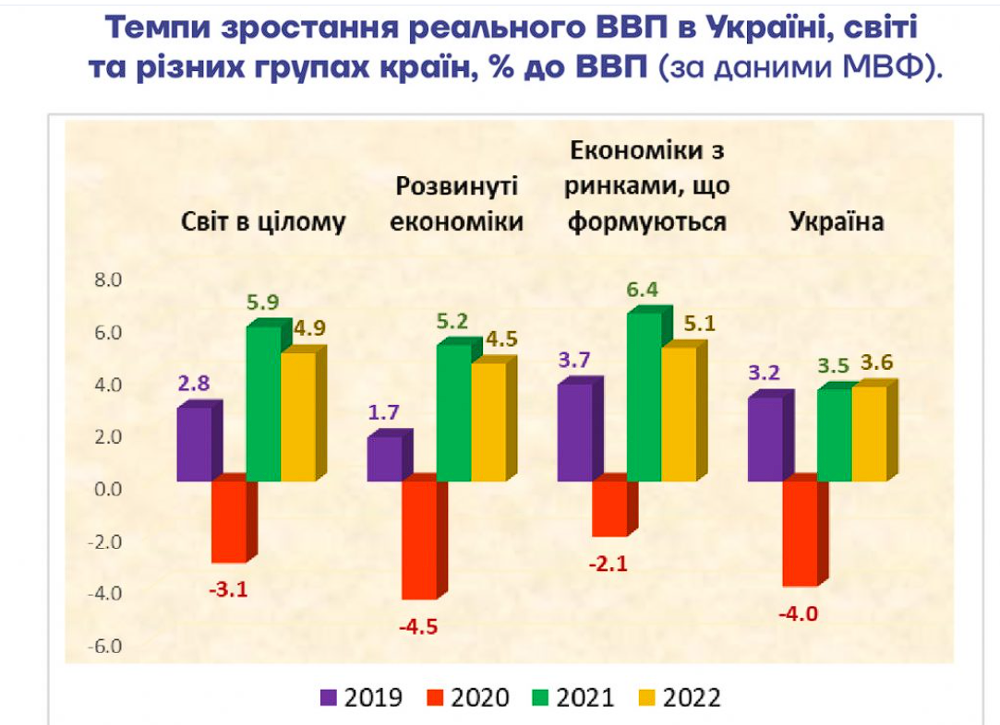 Темпи зростання реального ВВП в Україні, світі
та різних групах країн, % до ВВП (за даними МВФ).
Світ в цілому
Розвинуті
економіки
Економіки з
ринками, що
формуються
Україна
8.0
6.0
4.0
2.0
0.0
-2.0
-4.0
-6.0
2.8
-3.1
5.9
4.9
1.7
-4.5
5.2
4.5
3.7
-2.1
6.4
5.1
3.2
-4.0
3.5
3.6
2019 2020 2021 2022